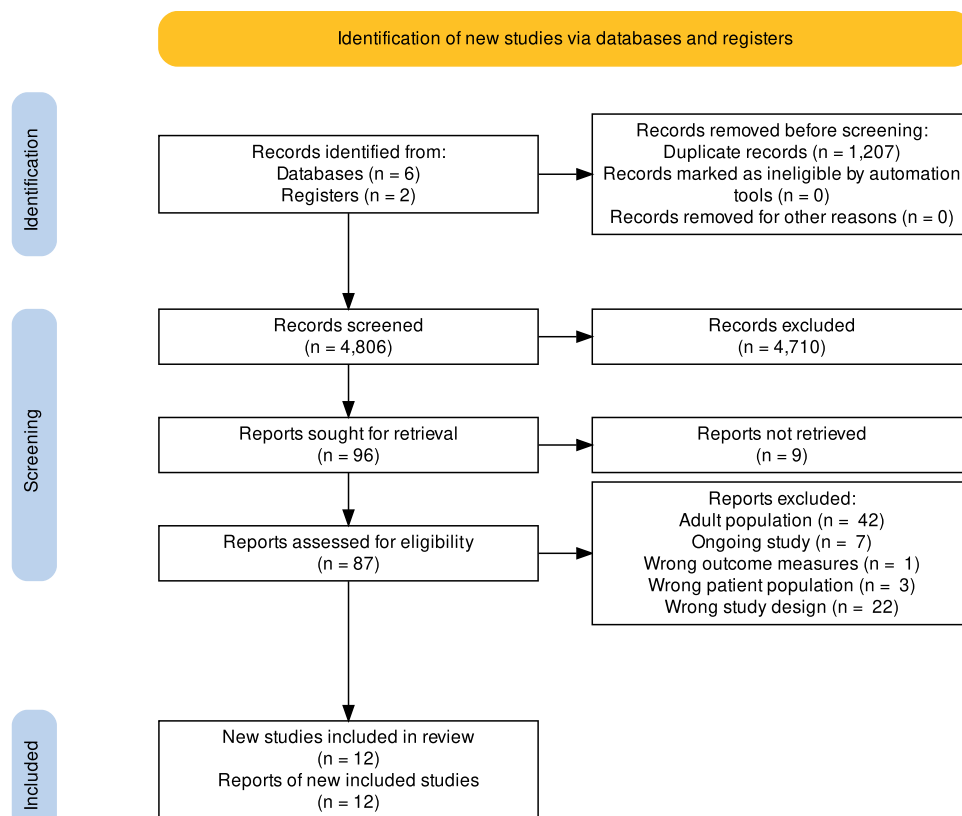 Identification of new studies via databases and registers
Identification
Records identified from:
Databases (n = 6)
Registers (n = 2)
Records removed before screening:
Duplicate records (n = 1,207)
Records marked as ineligible by automation
tools (n = 0)
Records removed for other reasons (n = 0)
Screening
Records screened
(n = 4,806)
Records excluded
(n = 4,710)
Reports sought for retrieval
(n = 96)
Reports not retrieved
(n = 9)
Reports assessed for eligibility
(n = 87)
Reports excluded:
Adult population (n = 42)
Ongoing study (n = 7)
Wrong outcome measures (n = 1)
Wrong patient population (n = 3)
Wrong study design (n = 22)
Included
New studies included in review
(n = 12)
Reports of new included studies
(n = 12)